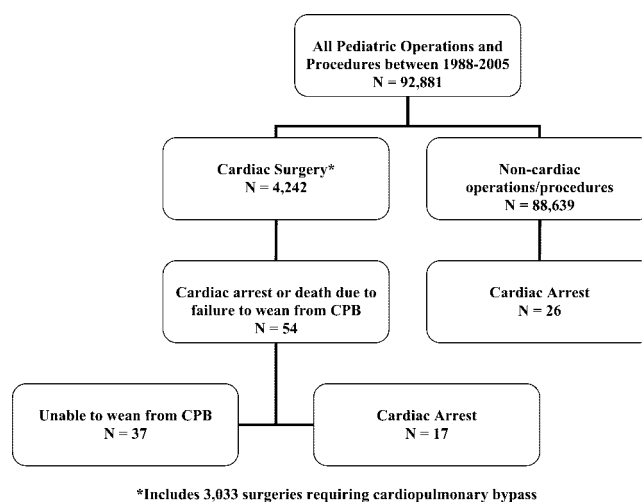 All Pediatric Operations and
Procedures between 1988-2005
N = 92,881
Cardiac Surgery*
N = 4,242
Non-cardiac
operations/procedures
N = 88,639
Cardiac arrest or death due to
failure to wean from CPB
N = 54
Cardiac Arrest
N = 26
Unable to wean from CPB
N = 37
Cardiac Arrest
N = 17
*Includes 3,033 surgeries requiring cardiopulmonary bypass